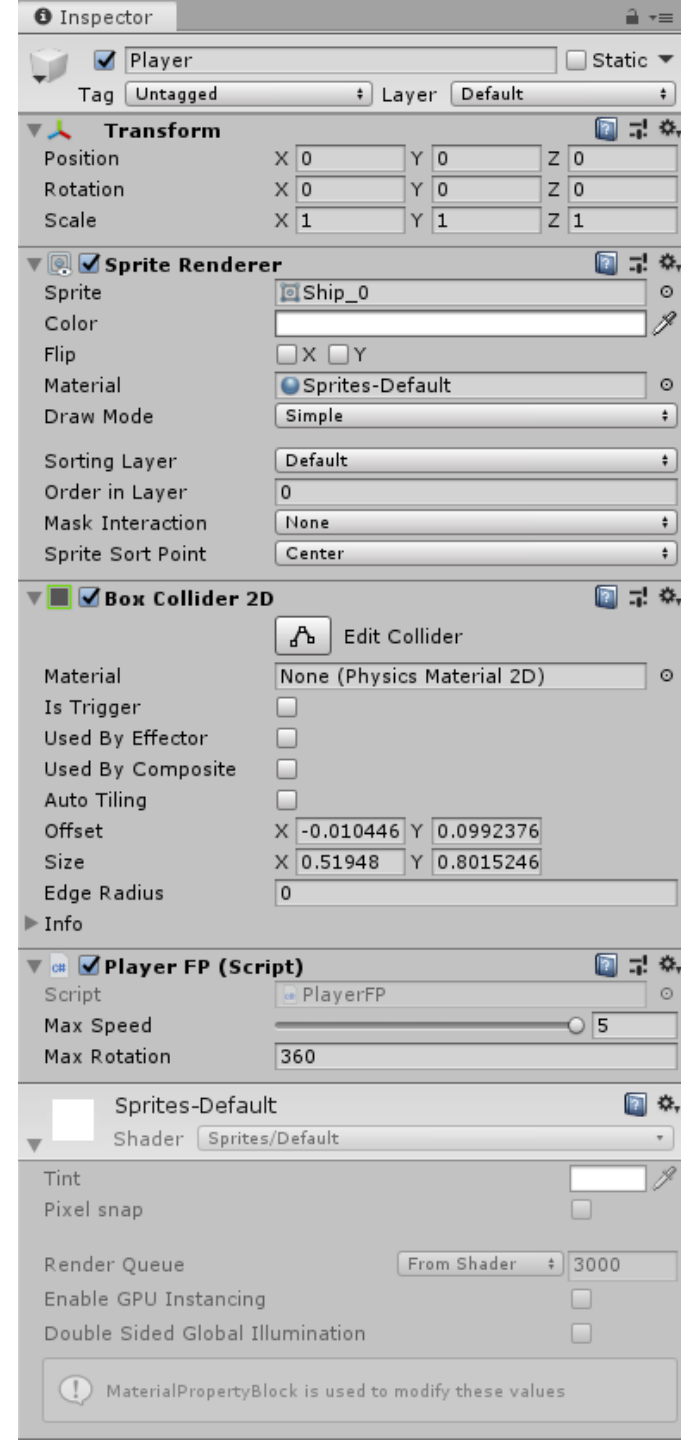 Inspector
Player Static
Tag Untagged Layer Default
Transform
Position X 0 Y 0 Z 0
Rotation X 0 Y 0 Z 0
Scale X 1 Y 1 Z 1
Sprite Renderer
Sprite Ship_0
Color
Flip X Y
Material Sprites-Default
Draw Mode Simple
Sorting Layer Default
Order in Layer 0
Mask Interaction None
Sprite Sort Point Center
Box Collider 2D
Edit Collider
Material None (Physics Material 2D)
Is Trigger
Used By Effector
Used By Composite
Auto Tiling
Offset X -0.010446 Y 0.0992376
Size X 0.51948 Y 0.8015246
Edge Radius 0
Info
C# Player FP (Script)
Script PlayerFP
Max Speed 5
Max Rotation 360
Sprites-Default
Shader Sprites/Default
Tint
Pixel snap
Render Queue From Shader 3000
Enable GPU Instancing
Double Sided Global Illumination
MaterialPropertyBlock is used to modify these values